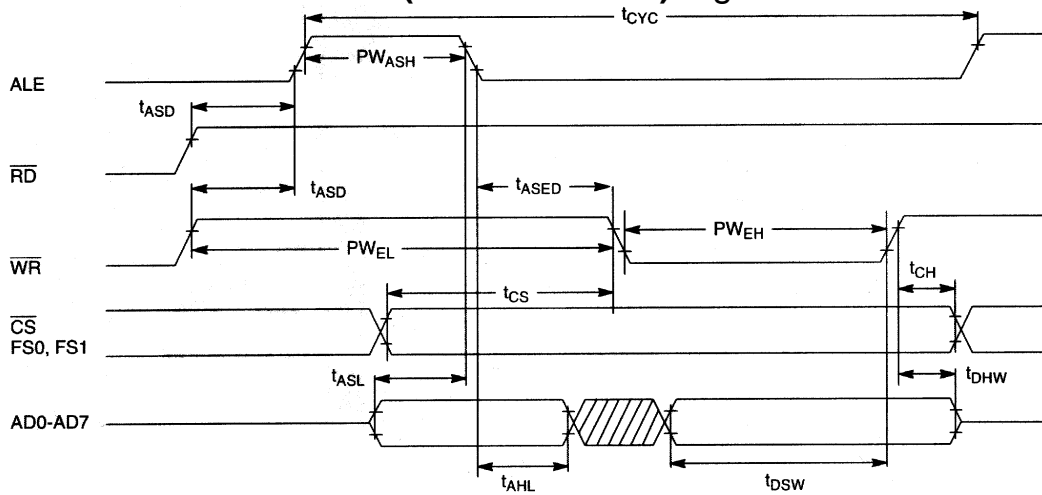 tCYC
PWASH
ALE
tASD
RD
tASD
tASED
PWEL
PWEH
WR
tCH
tCS
CS
FS0, FS1
tASL
tDHW
AD0-AD7
tAHL
tDSW